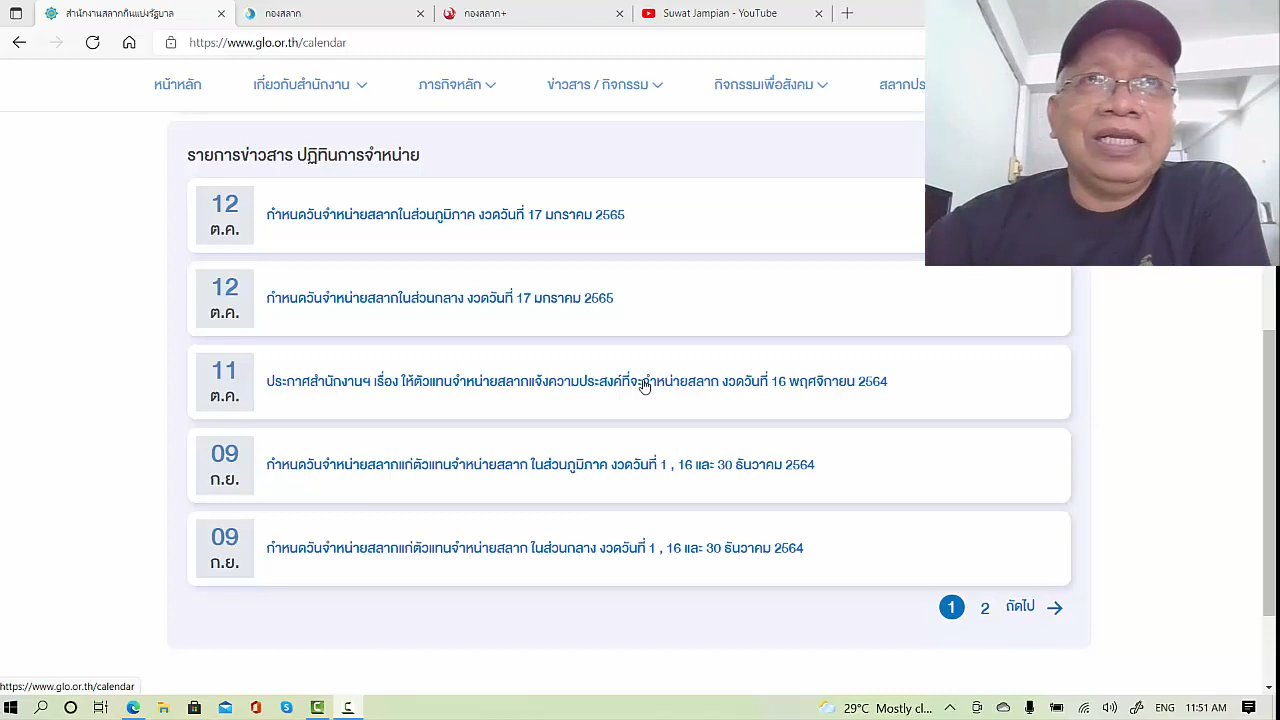 สำนักงานสลากกินแบ่งรัฐบาล
กองสลาก
กองสลาก+
Suwat Jampian - YouTube
https://www.glo.or.th/calendar
หน้าหลัก
เกี่ยวกับสำนักงาน
ภารกิจหลัก
ข่าวสาร / กิจกรรม
กิจกรรมเพื่อสังคม
สลากปร
รายการข่าวสาร ปฏิทินการจำหน่าย
12
ต.ค.
กำหนดวันจำหน่ายสลากในส่วนภูมิภาค งวดวันที่ 17 มกราคม 2565
12
ต.ค.
กำหนดวันจำหน่ายสลากในส่วนกลาง งวดวันที่ 17 มกราคม 2565
11
ต.ค.
ประกาศสำนักงานฯ เรื่อง ให้ตัวแทนจำหน่ายสลากแจ้งความประสงค์ที่จะจำหน่ายสลาก งวดวันที่ 16 พฤศจิกายน 2564
09
ก.ย.
กำหนดวันจำหน่ายสลากแก่ตัวแทนจำหน่ายสลาก ในส่วนภูมิภาค งวดวันที่ 1 , 16 และ 30 ธันวาคม 2564
09
ก.ย.
กำหนดวันจำหน่ายสลากแก่ตัวแทนจำหน่ายสลาก ในส่วนกลาง งวดวันที่ 1 , 16 และ 30 ธันวาคม 2564
1 2 ถัดไป
https://www.glo.or.th/calendar
29°C Mostly cl... ENG 11:51 AM